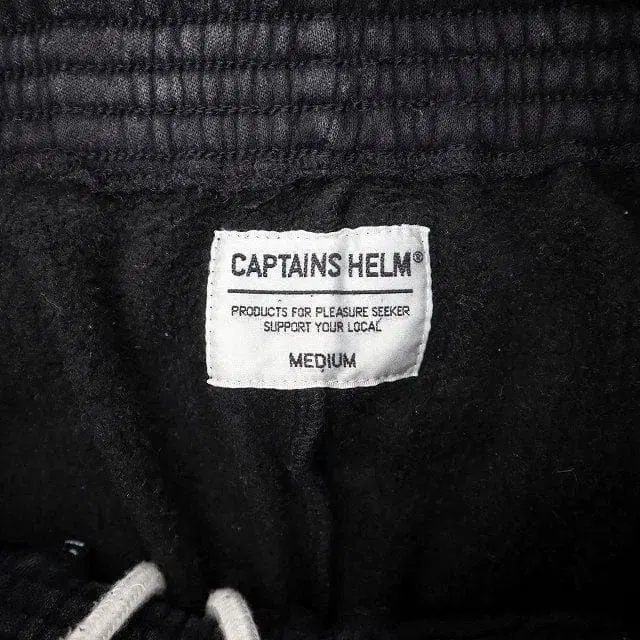 CAPTAINS HELM®
PRODUCTS FOR PLEASURE SEEKER
SUPPORT YOUR LOCAL
MEDIUM